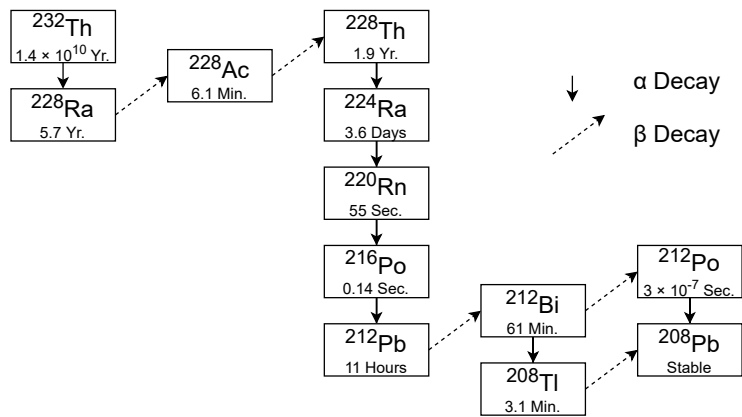 ²³²Th
1.4 × 10¹⁰ Yr.
²²⁸Ra
5.7 Yr.
²²⁸Ac
6.1 Min.
²²⁸Th
1.9 Yr.
²²⁴Ra
3.6 Days
²²⁰Rn
55 Sec.
²¹⁶Po
0.14 Sec.
²¹²Pb
11 Hours
²¹²Bi
61 Min.
²⁰⁸Tl
3.1 Min.
²¹²Po
3 × 10⁻⁷ Sec.
²⁰⁸Pb
Stable
α Decay
β Decay